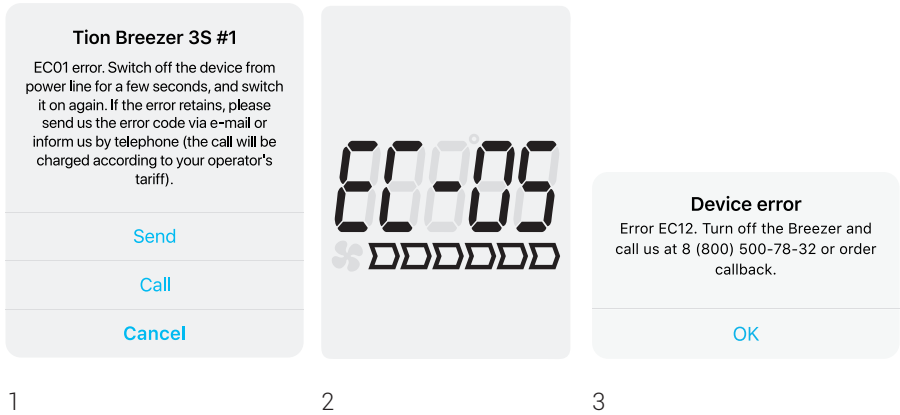 Tion Breezer 3S #1
EC01 error. Switch off the device from
power line for a few seconds, and switch
it on again. If the error retains, please
send us the error code via e-mail or
inform us by telephone (the call will be
charged according to your operator's
tariff).
Send
Call
Cancel
1
EC-05
2
Device error
Error EC12. Turn off the Breezer and
call us at 8 (800) 500-78-32 or order
callback.
OK
3